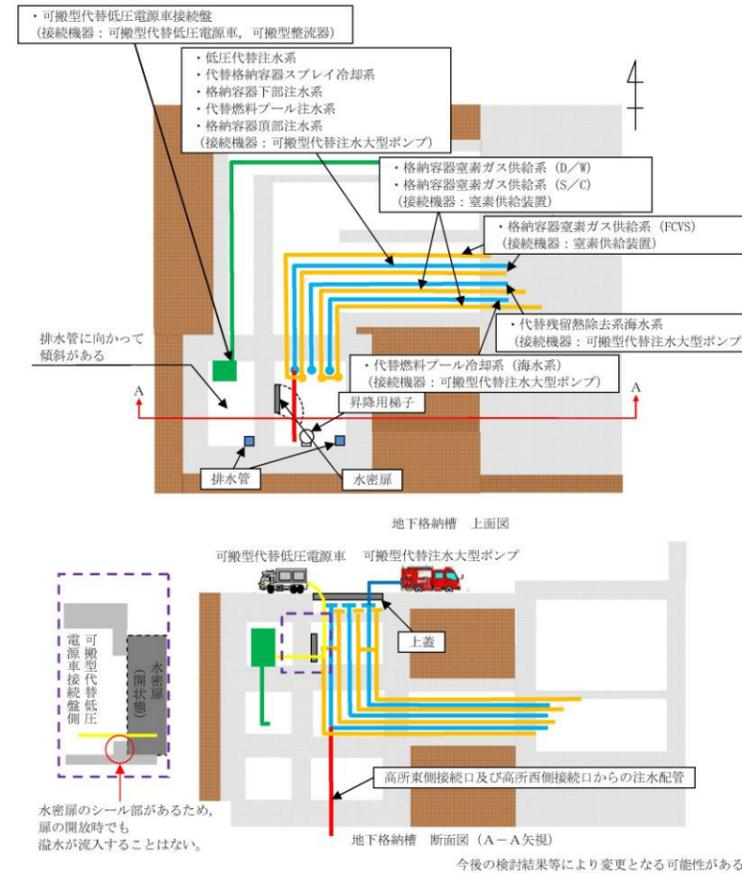 ・可搬型代替低圧電源車接続盤
(接続機器：可搬型代替低圧電源車，可搬型整流器)
・低圧代替注水系
・代替格納容器スプレイ冷却系
・格納容器下部注水系
・代替燃料プール注水系
・格納容器頂部注水系
(接続機器：可搬型代替注水大型ポンプ)
・格納容器窒素ガス供給系 (D／W)
・格納容器窒素ガス供給系 (S／C)
(接続機器：窒素供給装置)
・格納容器窒素ガス供給系 (FCVS)
(接続機器：窒素供給装置)
・代替残留熱除去系海水系
(接続機器：可搬型代替注水大型ポンプ
・代替燃料プール冷却系 (海水系)
(接続機器：可搬型代替注水大型ポンプ)
排水管に向かって
傾斜がある
A
A
昇降用梯子
排水管
水密扉
地下格納槽　上面図
可搬型代替低圧電源車
可搬型代替注水大型ポンプ
上蓋
可搬型代替低圧
電源車接続盤側
水密扉
(開状態)
水密扉のシール部があるため，
扉の開放時でも
溢水が流入することはない。
高所東側接続口及び高所西側接続口からの注水配管
地下格納槽　断面図 (A－A矢視)
今後の検討結果等により変更となる可能性がある